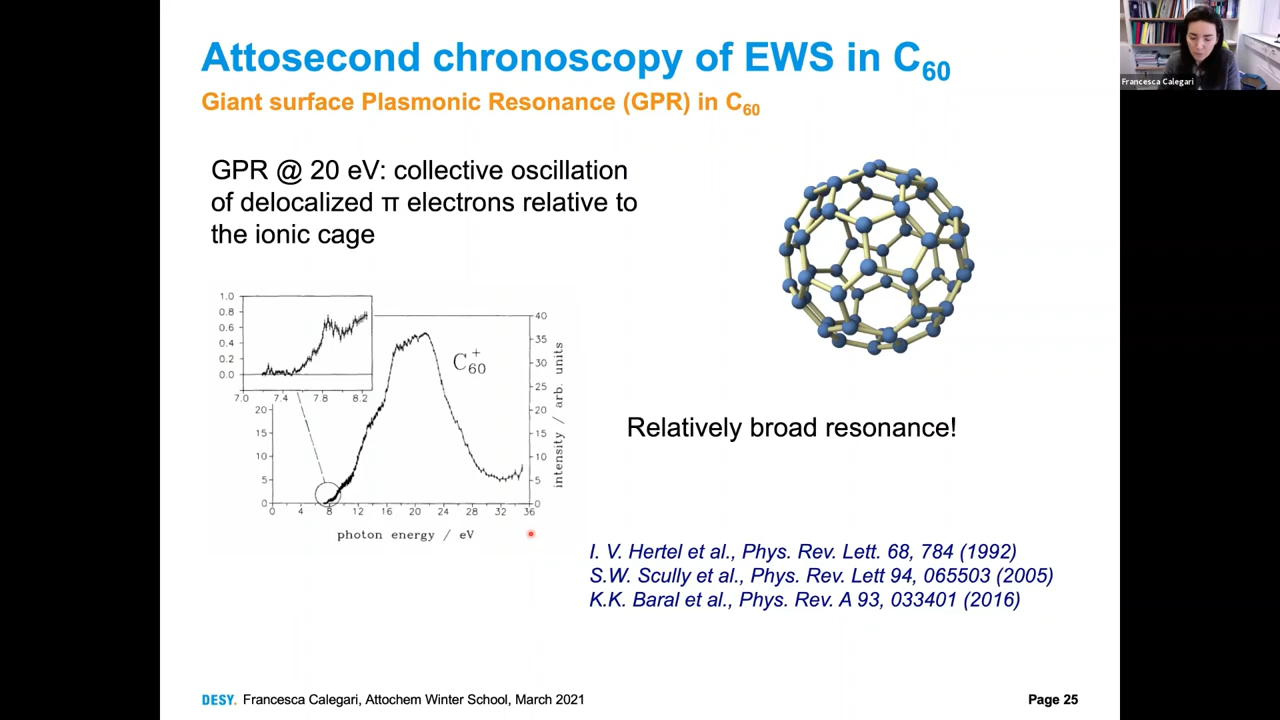 Attosecond chronoscopy of EWS in C60
Francesca Calegari
Giant surface Plasmonic Resonance (GPR) in C60
GPR @ 20 eV: collective oscillation
of delocalized π electrons relative to
the ionic cage
1.0
0.8
0.6
0.4
0.2
0.0
7.0 7.4 7.8 8.2
20
15
10
5
0
C60+
40
35
30
25
20
15
10
5
0
intensity / arb. units
0 4 8 12 16 20 24 28 32 36
photon energy / eV
Relatively broad resonance!
I. V. Hertel et al., Phys. Rev. Lett. 68, 784 (1992)
S.W. Scully et al., Phys. Rev. Lett 94, 065503 (2005)
K.K. Baral et al., Phys. Rev. A 93, 033401 (2016)
DESY. Francesca Calegari, Attochem Winter School, March 2021
Page 25